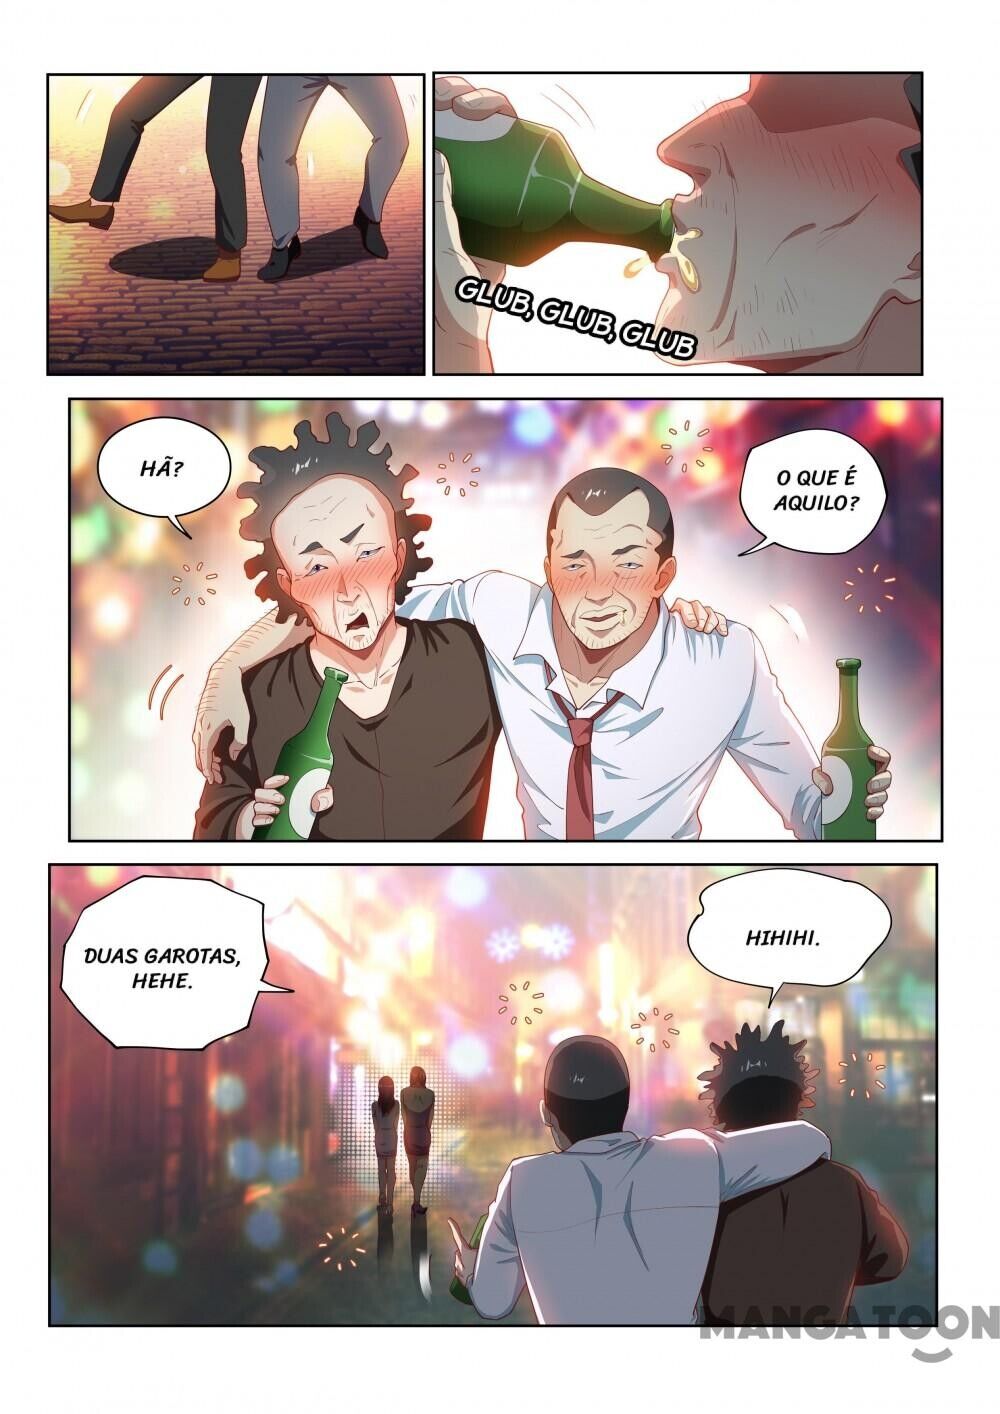 GLUB, GLUB, GLUB
HÃ?
O QUE É
AQUILO?
DUAS GAROTAS,
HEHE.
HIHIHI.
MANGATOON